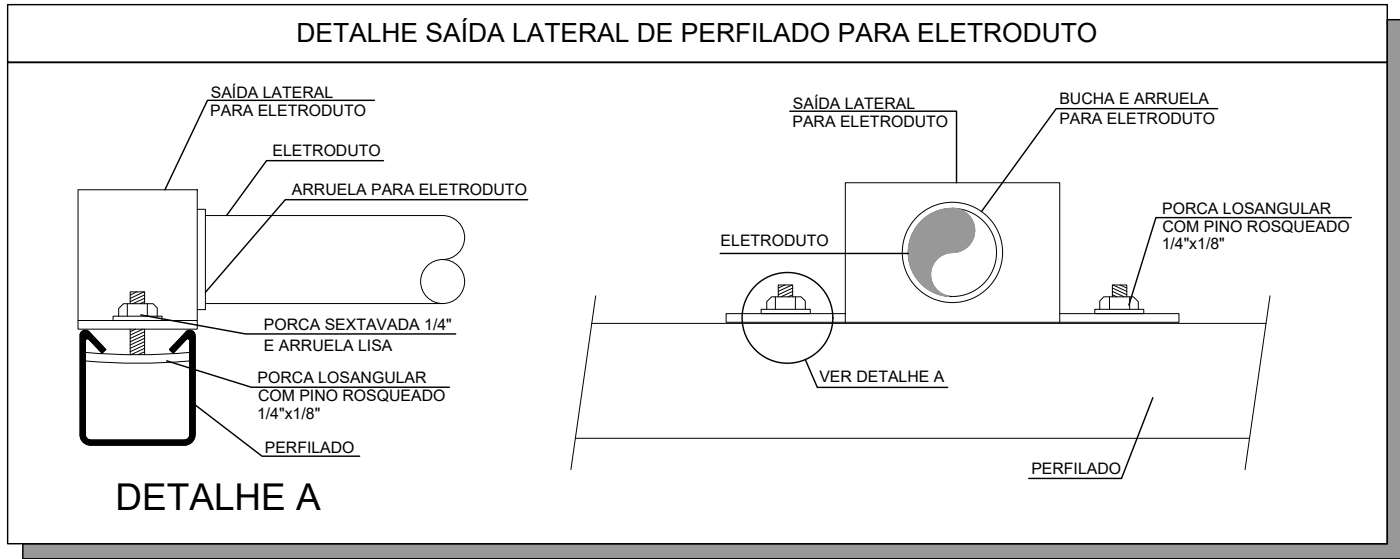 DETALHE SAÍDA LATERAL DE PERFILADO PARA ELETRODUTO
SAÍDA LATERAL
PARA ELETRODUTO
ELETRODUTO
ARRUELA PARA ELETRODUTO
PORCA SEXTAVADA 1/4"
E ARRUELA LISA
PORCA LOSANGULAR
COM PINO ROSQUEADO
1/4"x1/8"
PERFILADO
DETALHE A
SAÍDA LATERAL
PARA ELETRODUTO
BUCHA E ARRUELA
PARA ELETRODUTO
ELETRODUTO
PORCA LOSANGULAR
COM PINO ROSQUEADO
1/4"x1/8"
VER DETALHE A
PERFILADO